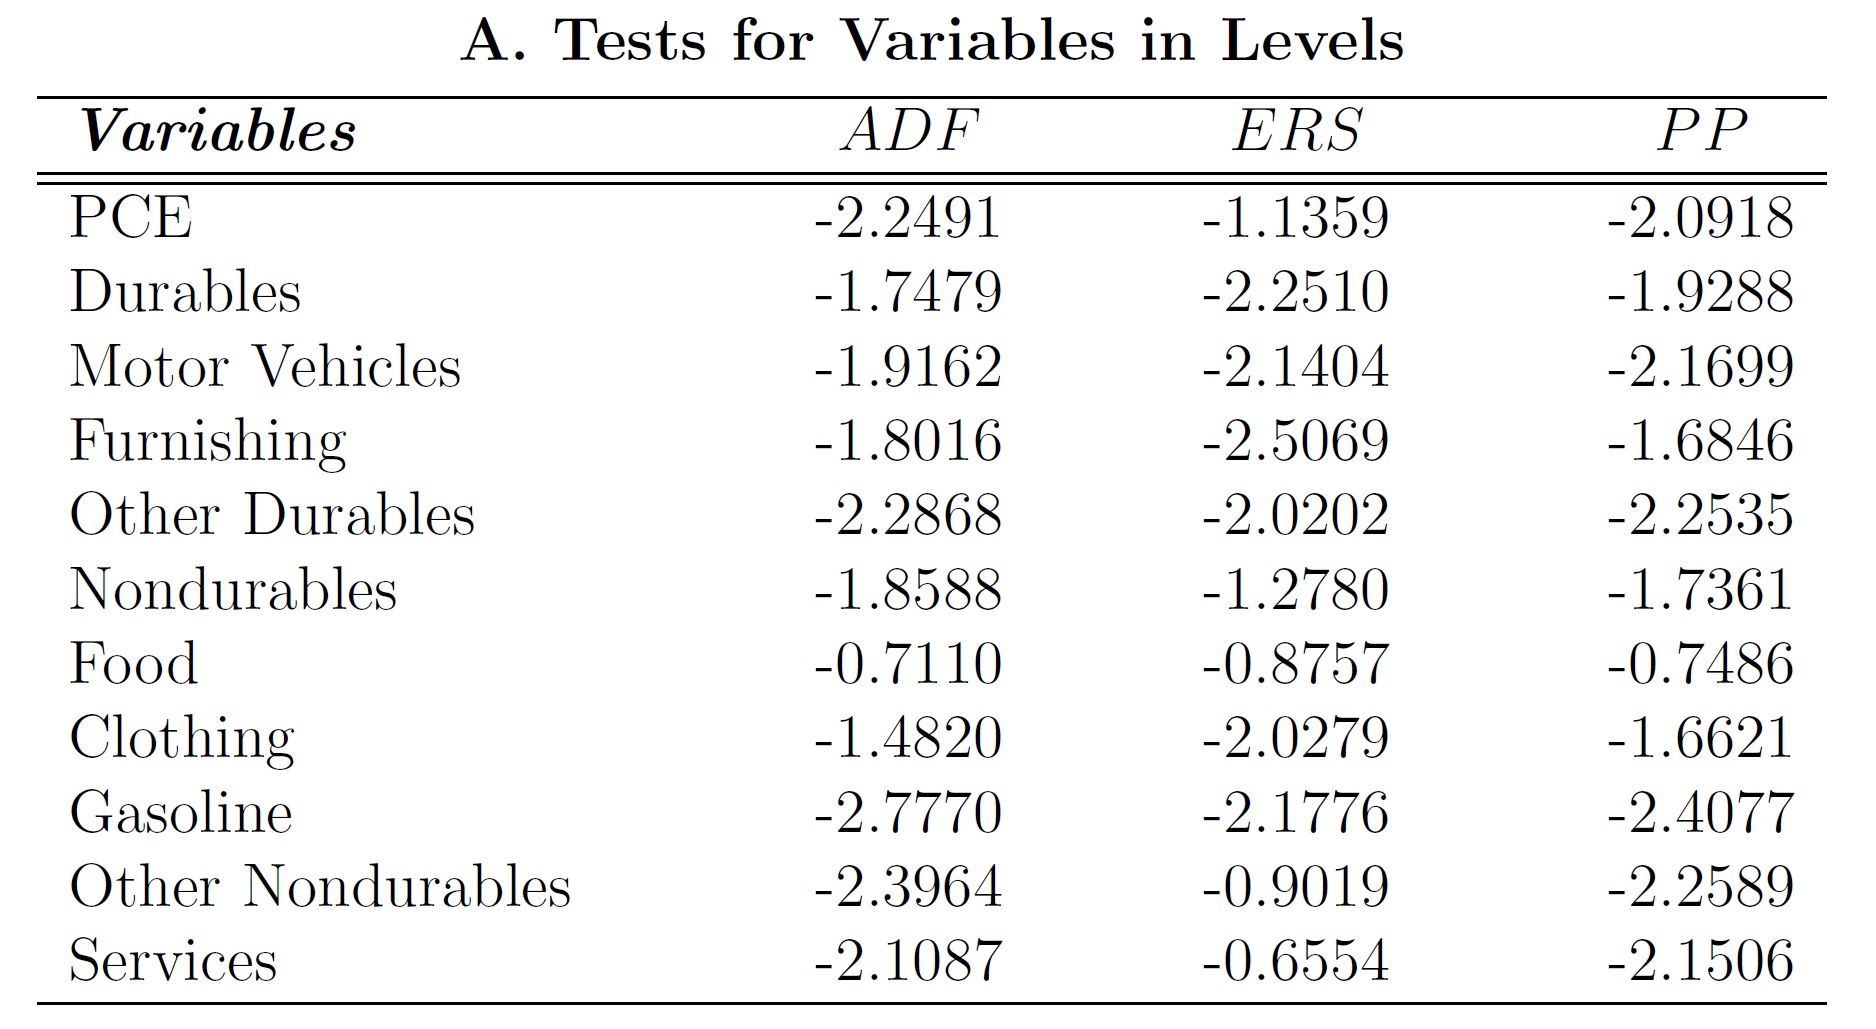 A. Tests for Variables in Levels
Variables ADF ERS PP
PCE -2.2491 -1.1359 -2.0918
Durables -1.7479 -2.2510 -1.9288
Motor Vehicles -1.9162 -2.1404 -2.1699
Furnishing -1.8016 -2.5069 -1.6846
Other Durables -2.2868 -2.0202 -2.2535
Nondurables -1.8588 -1.2780 -1.7361
Food -0.7110 -0.8757 -0.7486
Clothing -1.4820 -2.0279 -1.6621
Gasoline -2.7770 -2.1776 -2.4077
Other Nondurables -2.3964 -0.9019 -2.2589
Services -2.1087 -0.6554 -2.1506